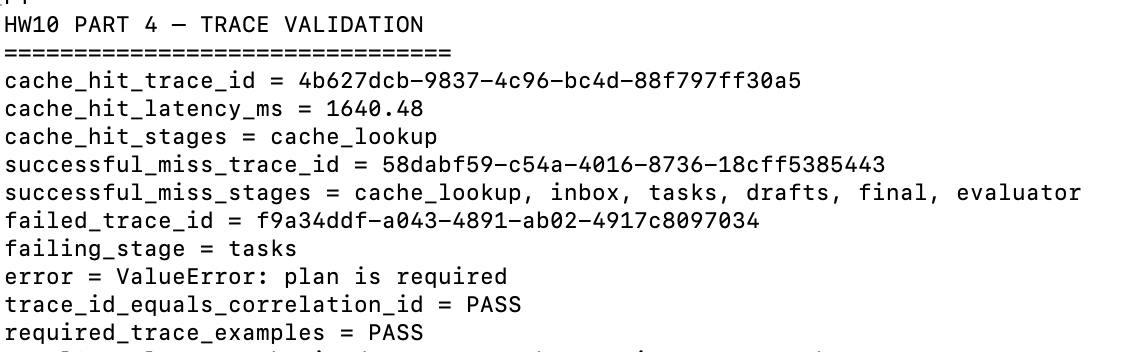 HW10 PART 4 — TRACE VALIDATION
================================
cache_hit_trace_id = 4b627dcb-9837-4c96-bc4d-88f797ff30a5
cache_hit_latency_ms = 1640.48
cache_hit_stages = cache_lookup
successful_miss_trace_id = 58dabf59-c54a-4016-8736-18cff5385443
successful_miss_stages = cache_lookup, inbox, tasks, drafts, final, evaluator
failed_trace_id = f9a34ddf-a043-4891-ab02-4917c8097034
failing_stage = tasks
error = ValueError: plan is required
trace_id_equals_correlation_id = PASS
required_trace_examples = PASS